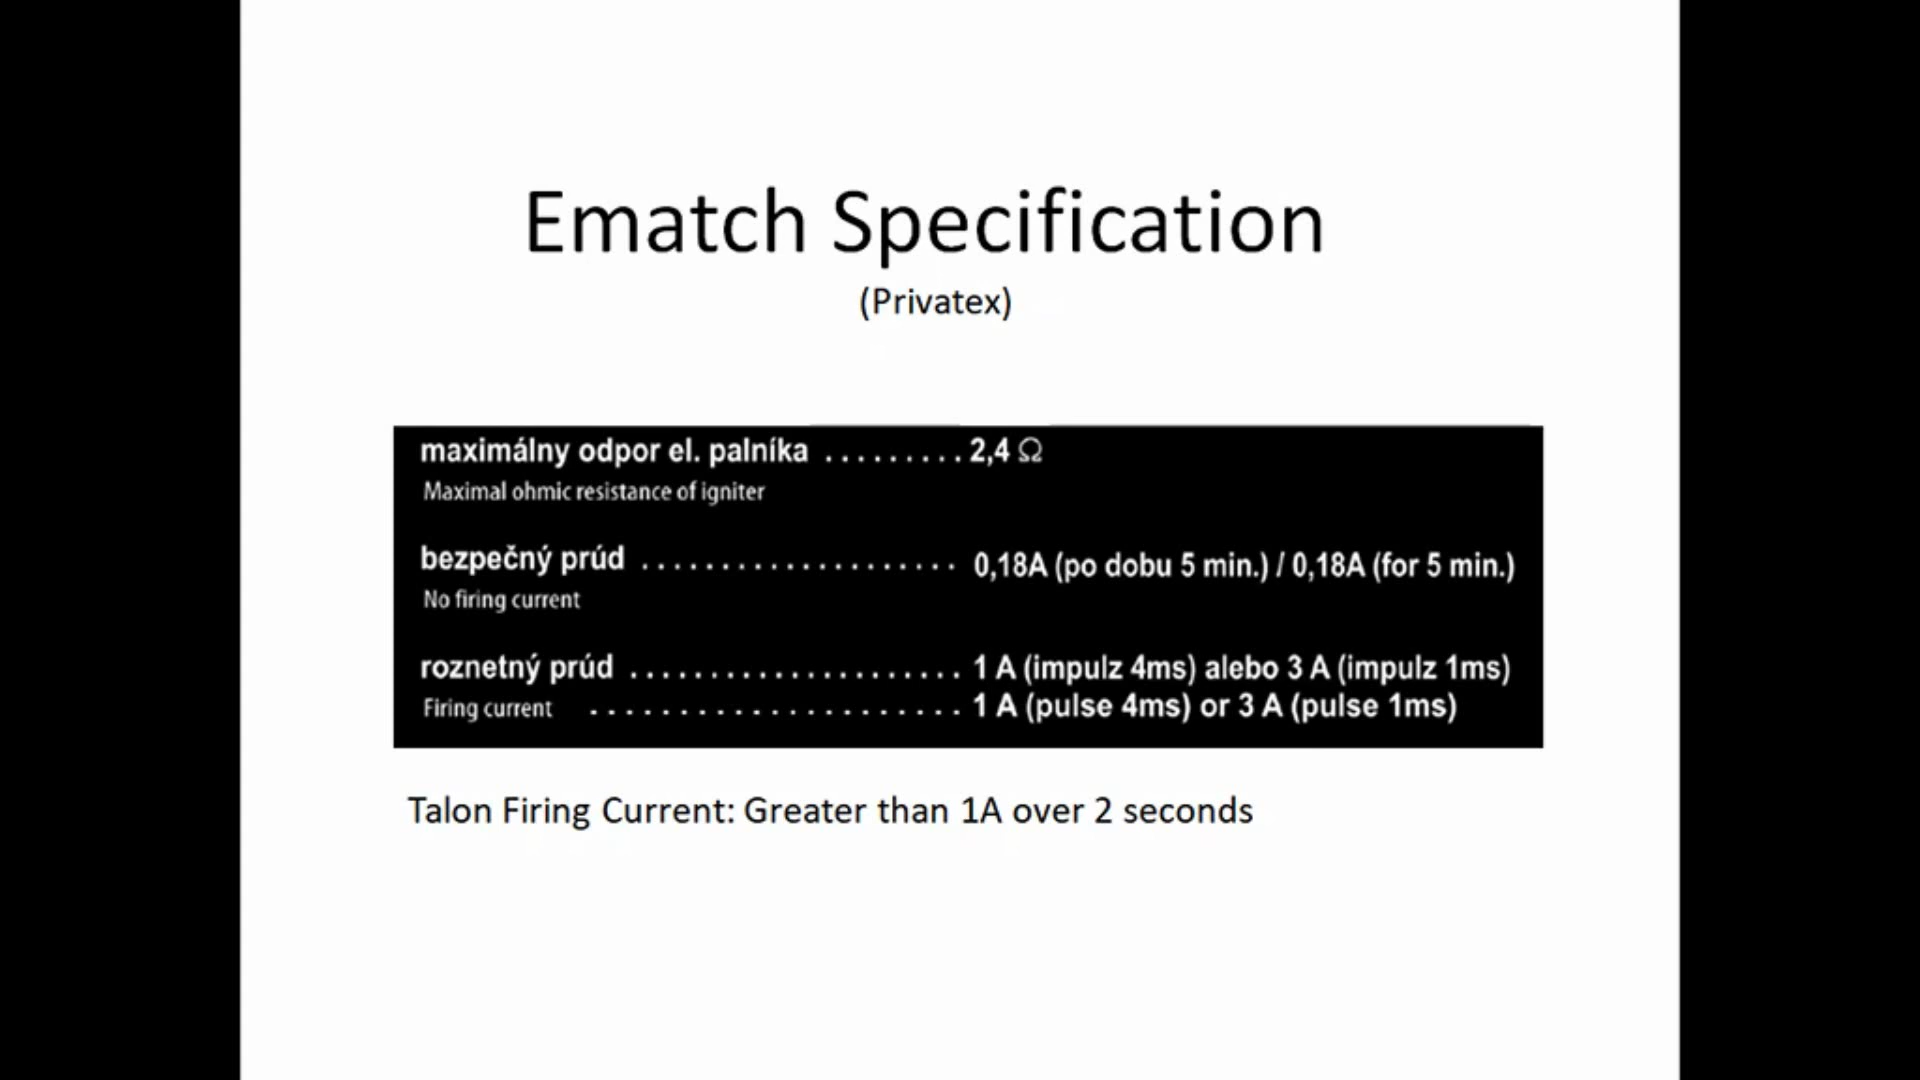 Ematch Specification
(Privatex)
maximálny odpor el. palníka ......... 2,4 Ω
Maximal ohmic resistance of igniter
bezpečný prúd .................. 0,18A (po dobu 5 min.) / 0,18A (for 5 min.)
No firing current
roznetný prúd ................... 1 A (impulz 4ms) alebo 3 A (impulz 1ms)
Firing current ..................... 1 A (pulse 4ms) or 3 A (pulse 1ms)
Talon Firing Current: Greater than 1A over 2 seconds